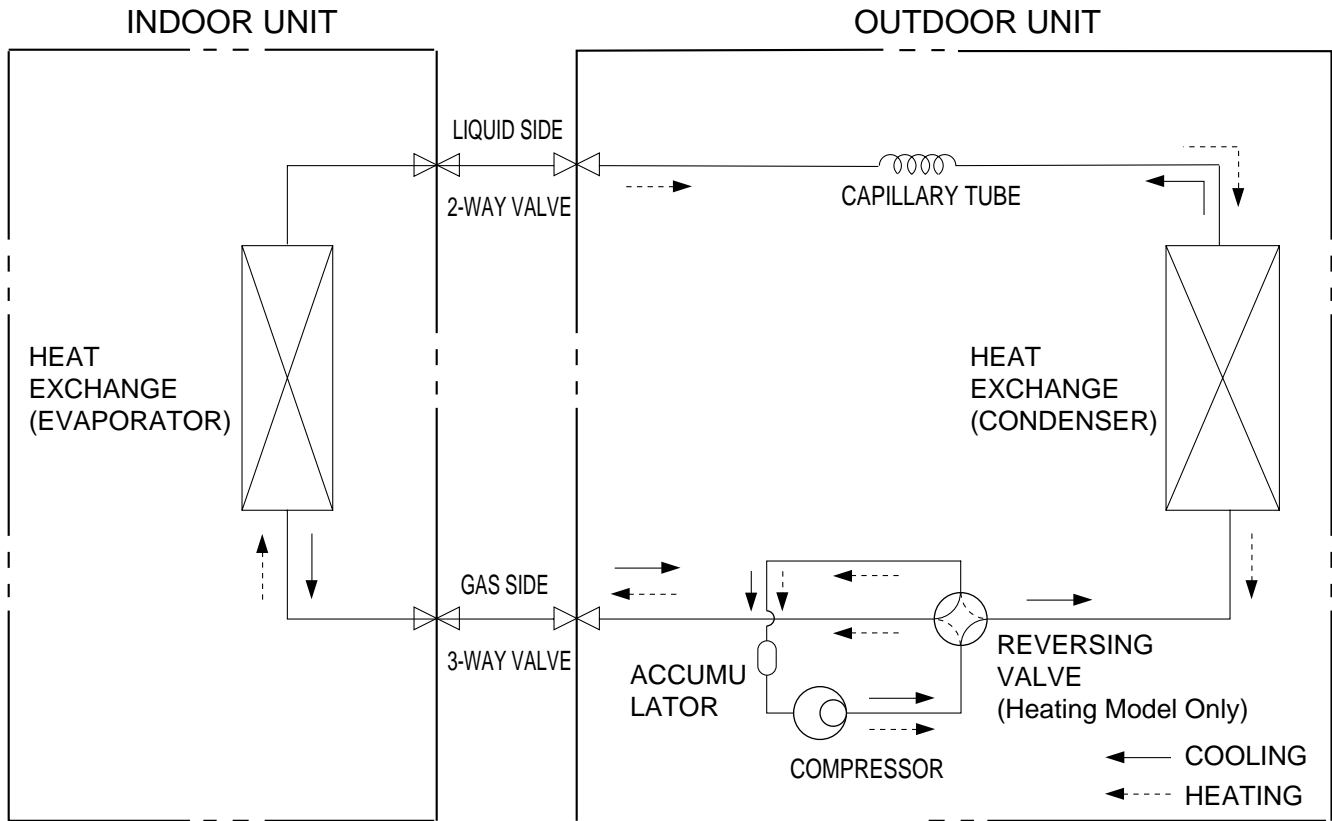 INDOOR UNIT
OUTDOOR UNIT
LIQUID SIDE
2-WAY VALVE
CAPILLARY TUBE
HEAT
EXCHANGE
(EVAPORATOR)
HEAT
EXCHANGE
(CONDENSER)
GAS SIDE
3-WAY VALVE
ACCUMU
LATOR
REVERSING
VALVE
(Heating Model Only)
COMPRESSOR
COOLING
HEATING